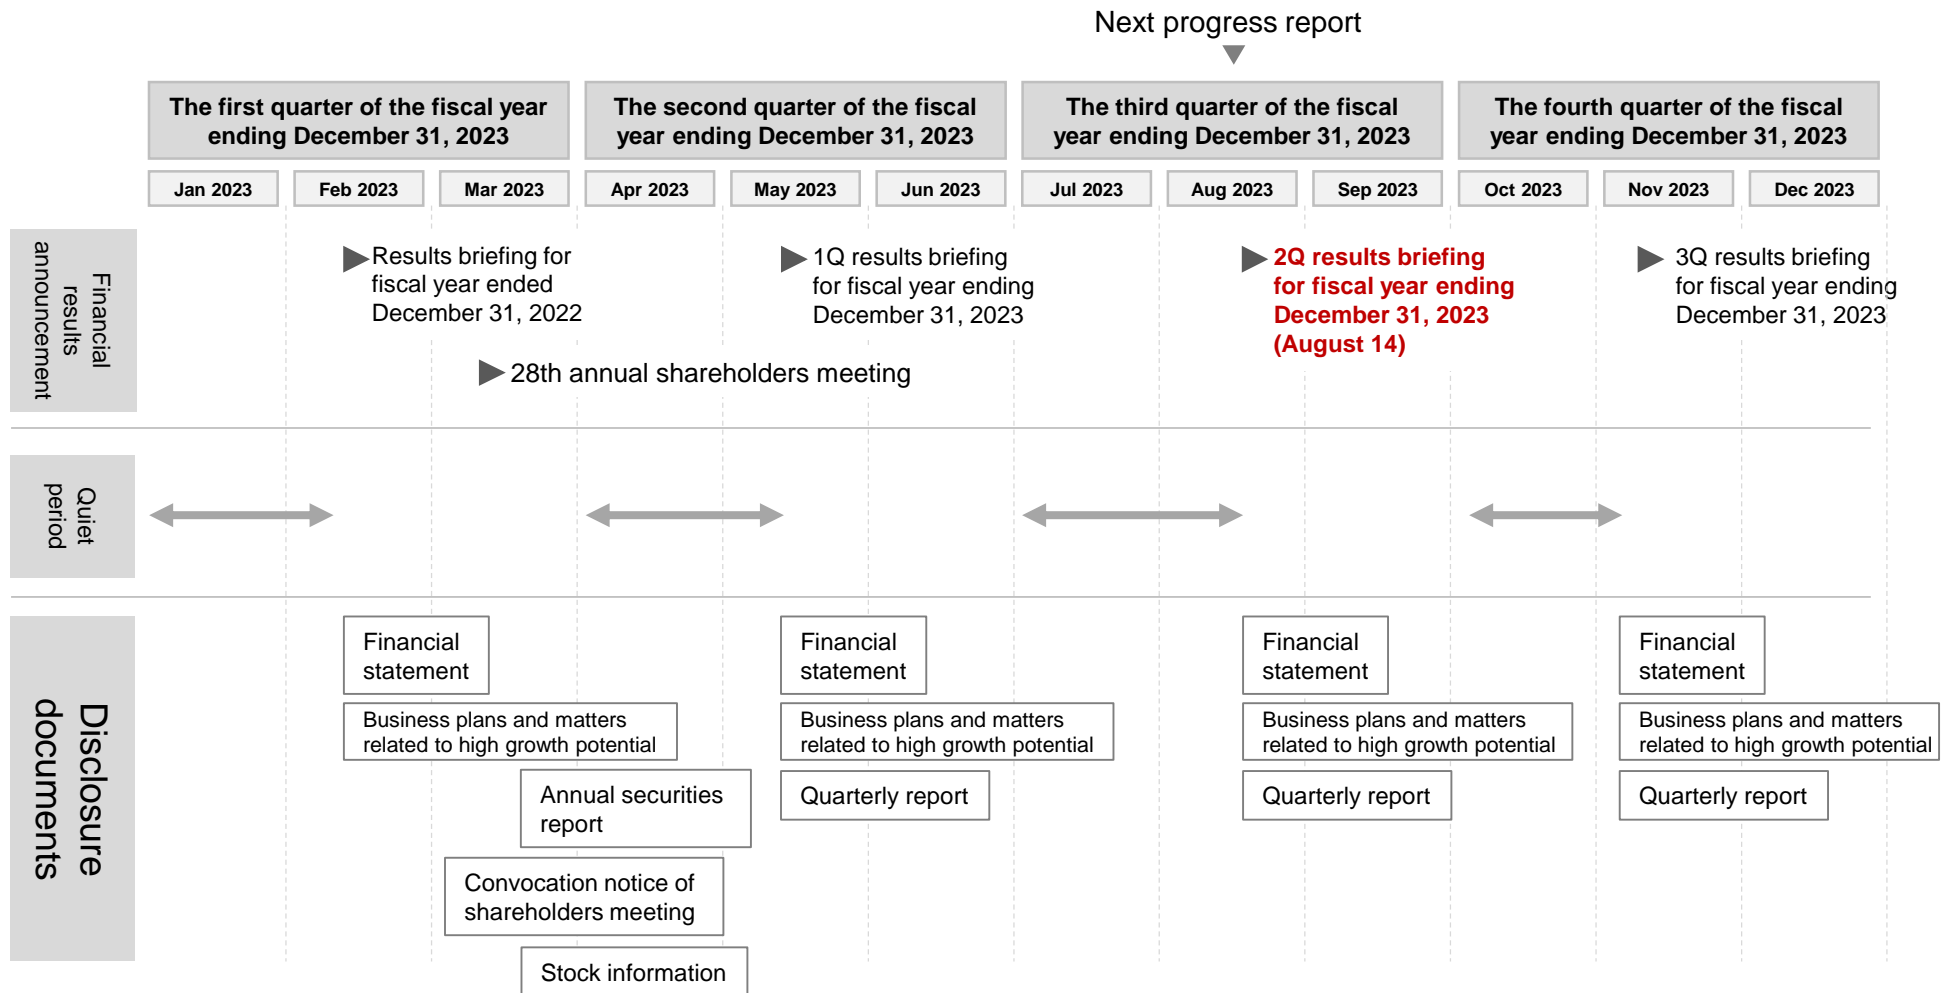 Next progress report
The first quarter of the fiscal year
ending December 31, 2023
The second quarter of the fiscal
year ending December 31, 2023
The third quarter of the fiscal
year ending December 31, 2023
The fourth quarter of the fiscal
year ending December 31, 2023
Jan 2023
Feb 2023
Mar 2023
Apr 2023
May 2023
Jun 2023
Jul 2023
Aug 2023
Sep 2023
Oct 2023
Nov 2023
Dec 2023
Financial
results
announcement
Results briefing for
fiscal year ended
December 31, 2022
1Q results briefing
for fiscal year ending
December 31, 2023
2Q results briefing
for fiscal year ending
December 31, 2023
(August 14)
3Q results briefing
for fiscal year ending
December 31, 2023
28th annual shareholders meeting
Quiet
period
Disclosure
documents
Financial
statement
Business plans and matters
related to high growth potential
Annual securities
report
Convocation notice of
shareholders meeting
Stock information
Financial
statement
Business plans and matters
related to high growth potential
Quarterly report
Financial
statement
Business plans and matters
related to high growth potential
Quarterly report
Financial
statement
Business plans and matters
related to high growth potential
Quarterly report